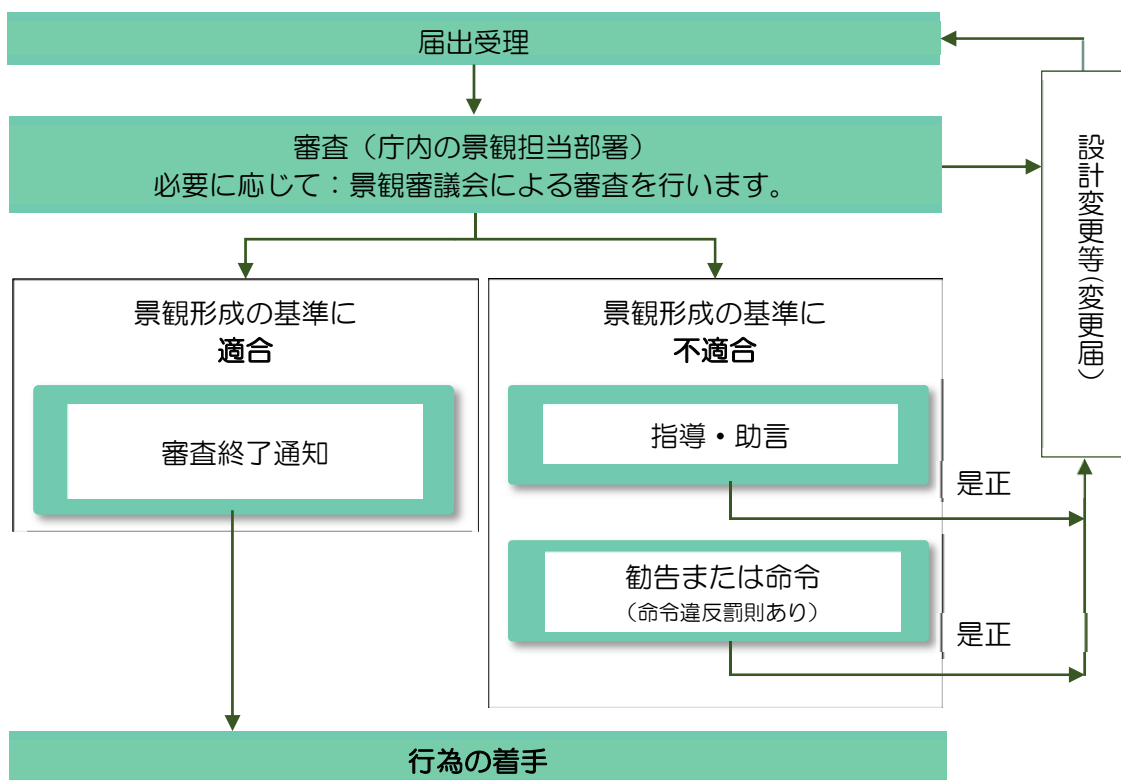 届出受理
審査（庁内の景観担当部署）
必要に応じて：景観審議会による審査を行います。
設計変更等(変更届)
景観形成の基準に
適合
審査終了通知
景観形成の基準に
不適合
指導・助言
是正
勧告または命令
（命令違反罰則あり）
是正
行為の着手